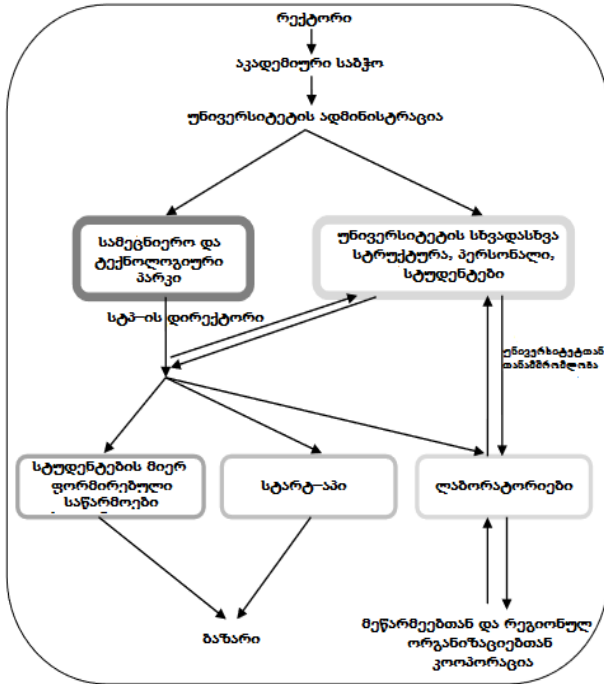 რექტორი
აკადემიური საბჭო
უნივერსიტეტის ადმინისტრაცია
სამეცნიერო და
ტექნოლოგიური
პარკი
უნივერსიტეტის სხვადასხვა
სტრუქტურა, პერსონალი,
სტუდენტები
სტპ-ის დირექტორი
უნივერსიტეტთან
თანამშრომლობა
სტუდენტების მიერ
ფორმირებული
საწარმოები
სტარტ-აპი
ლაბორატორიები
ბაზარი
მეწარმეებთან და რეგიონულ
ორგანიზაციებთან
კოოპორაცია